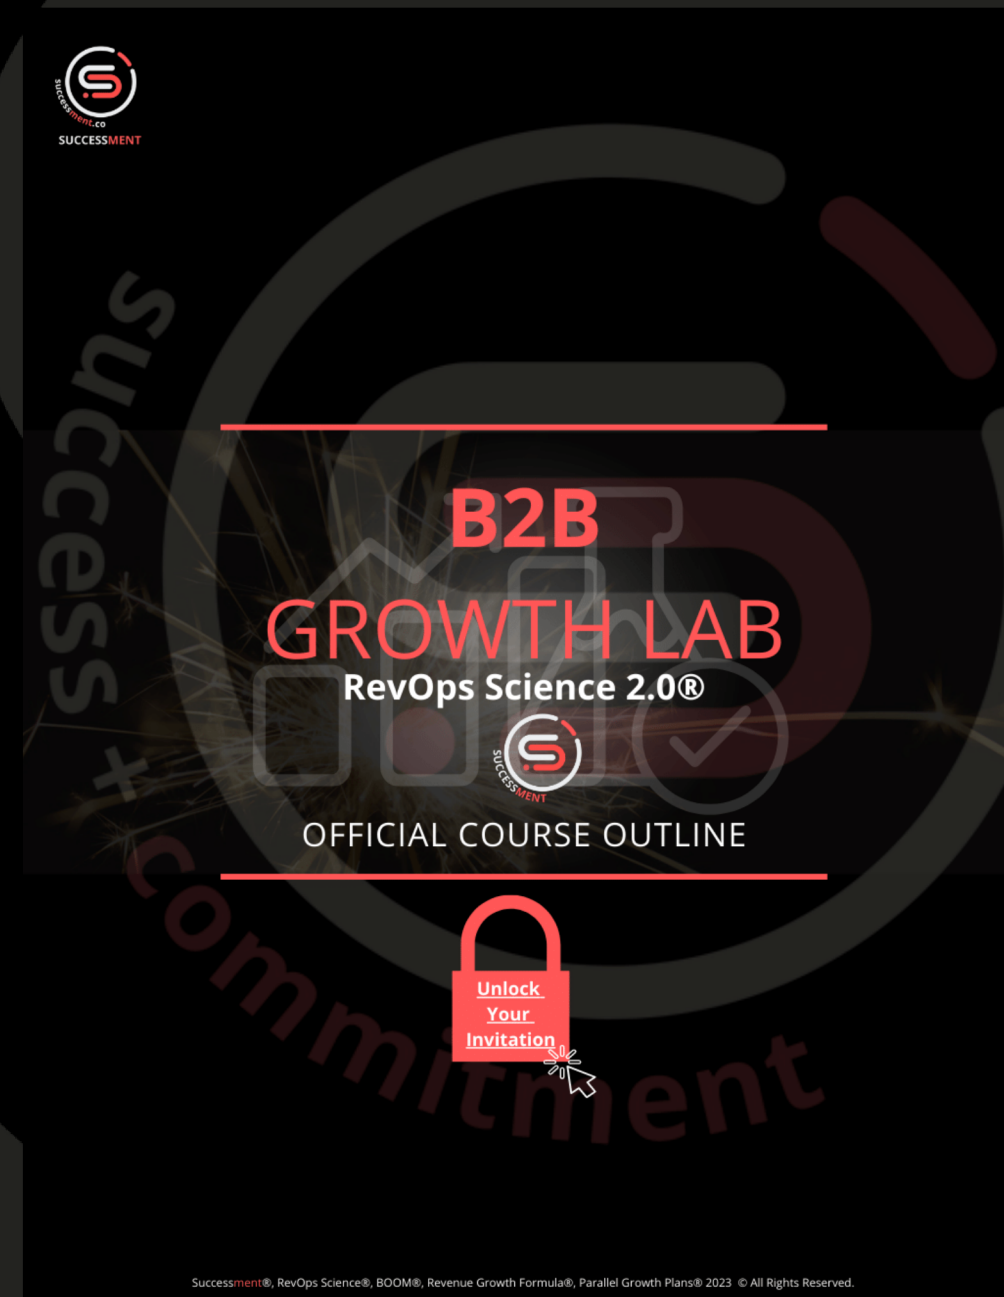 successment.co
SUCCESSMENT
success + commitment
B2B
GROWTH LAB
RevOps Science 2.0®
SUCCESSMENT
OFFICIAL COURSE OUTLINE
Unlock
Your
Invitation
Successment®, RevOps Science®, BOOM®, Revenue Growth Formula®, Parallel Growth Plans® 2023 © All Rights Reserved.